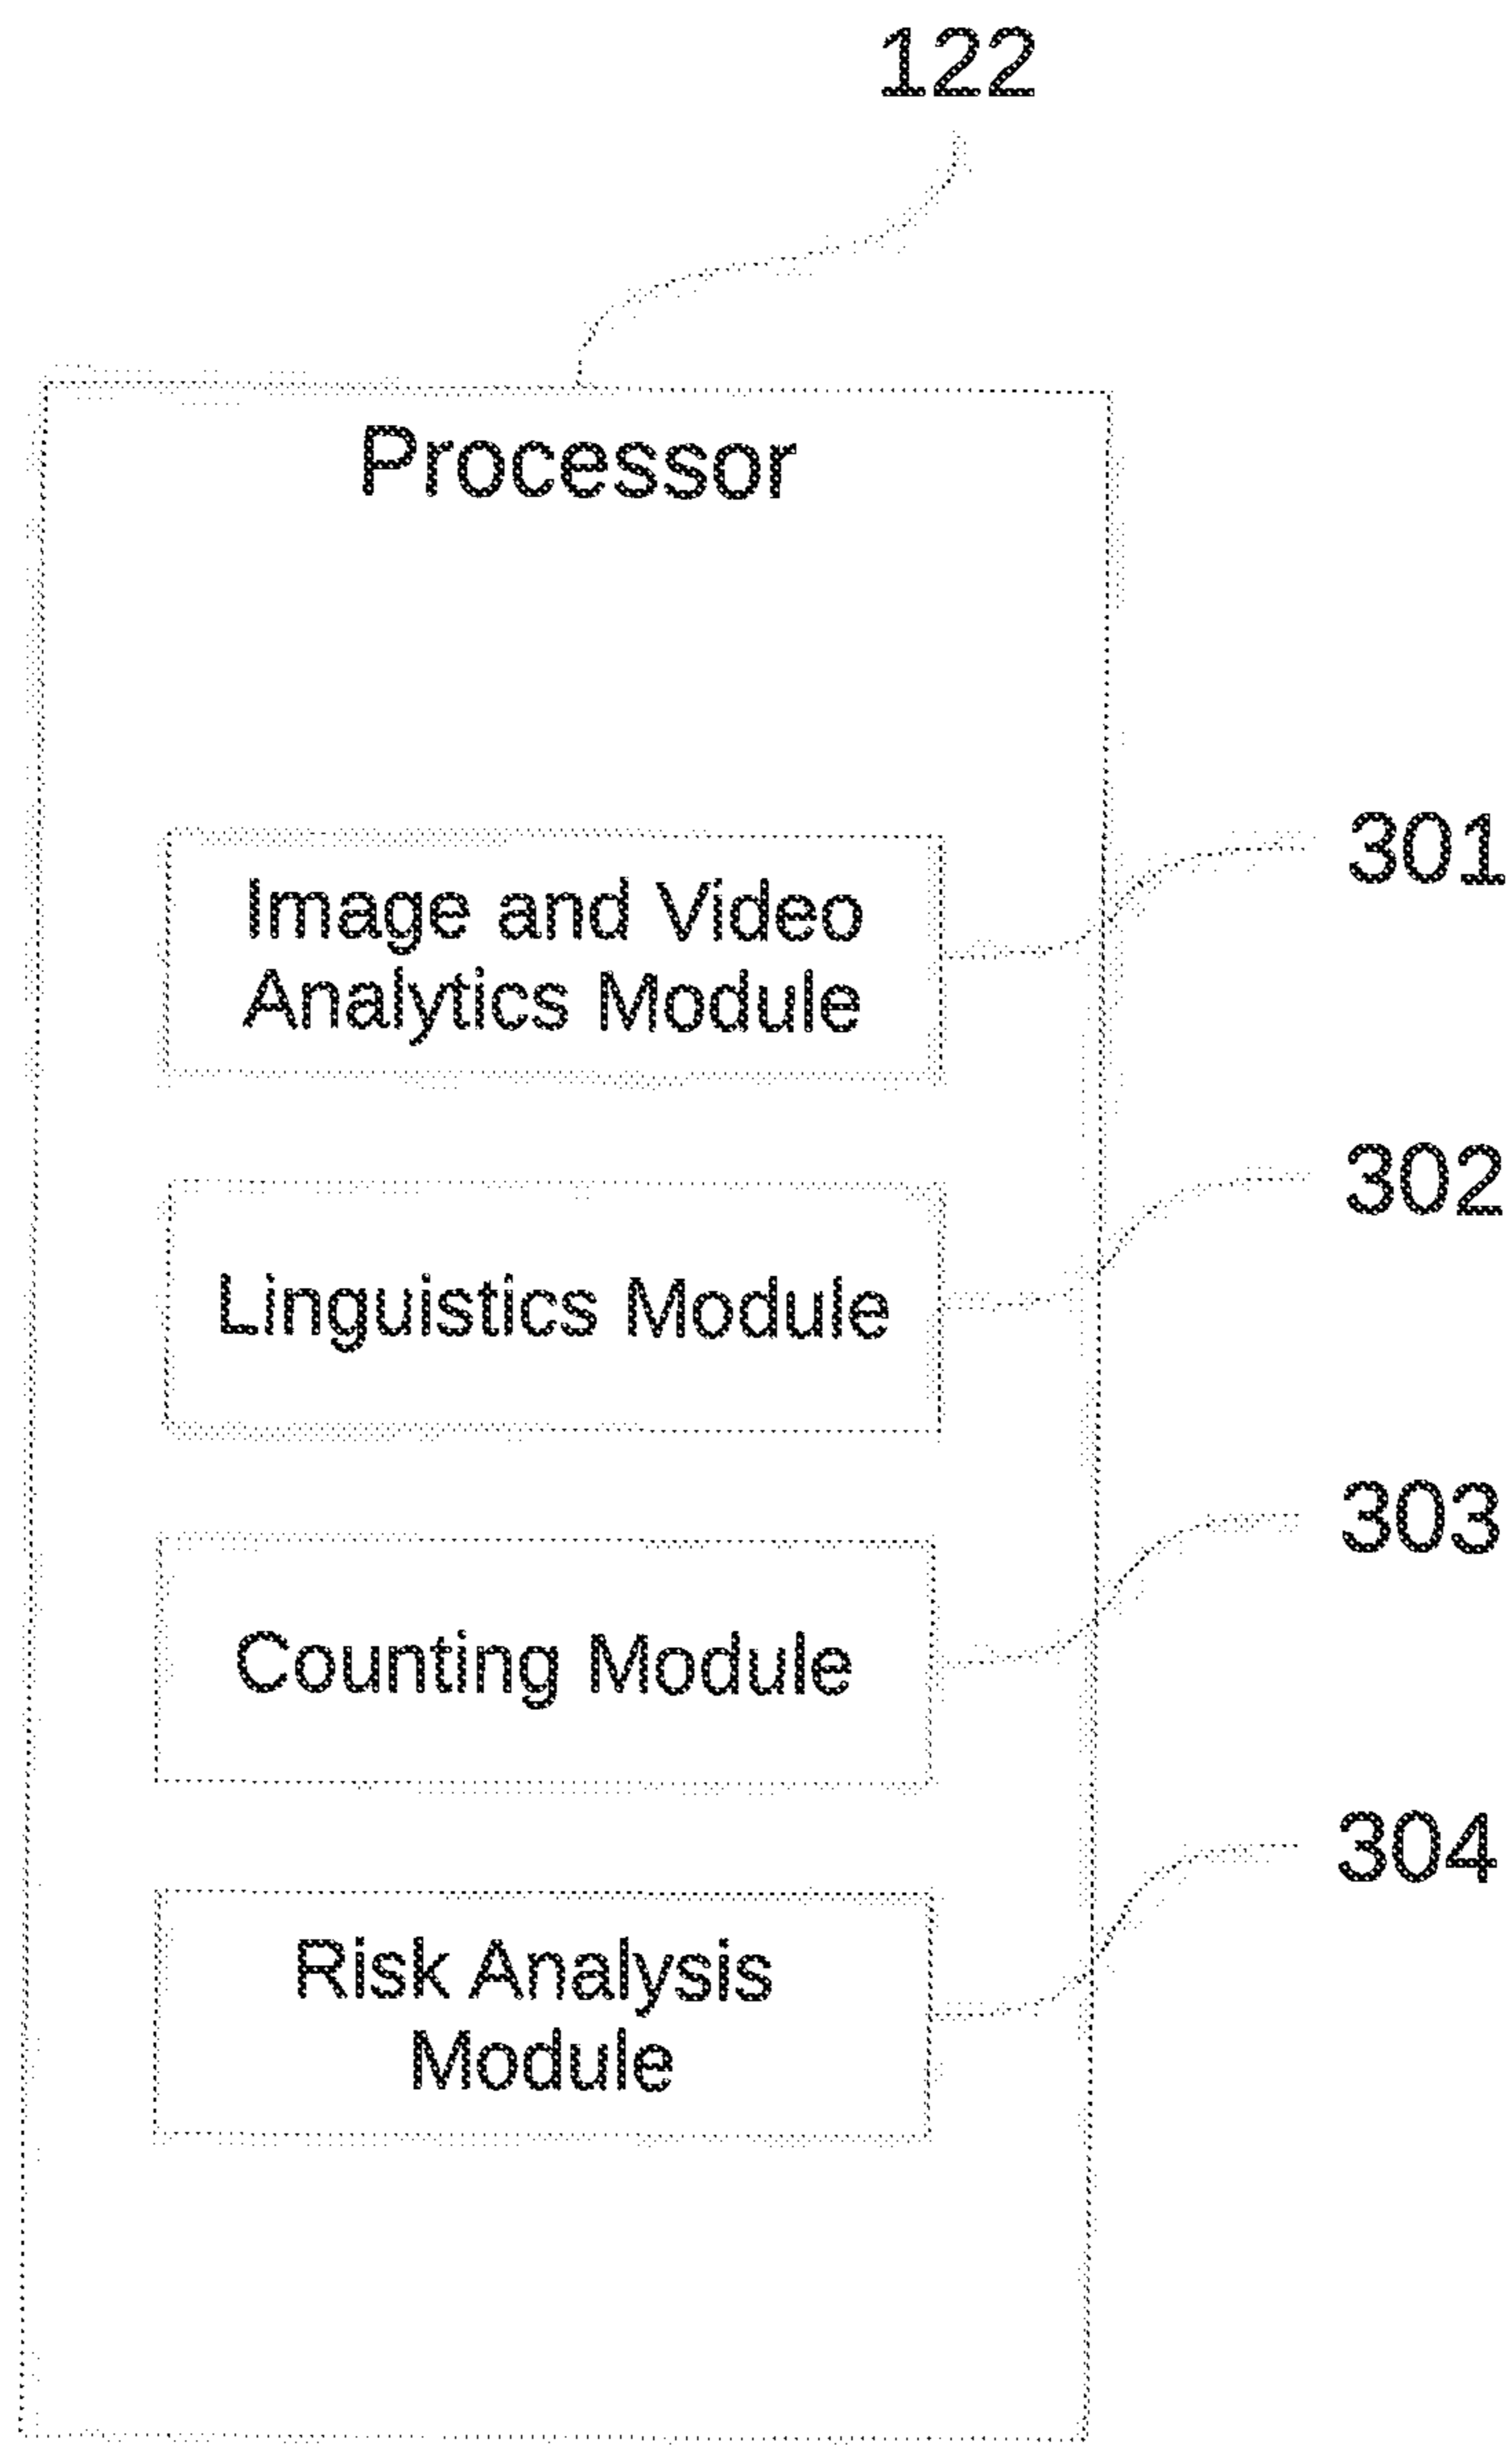 122
Processor
Image and Video
Analytics Module
301
Linguistics Module
302
Counting Module
303
Risk Analysis
Module
304